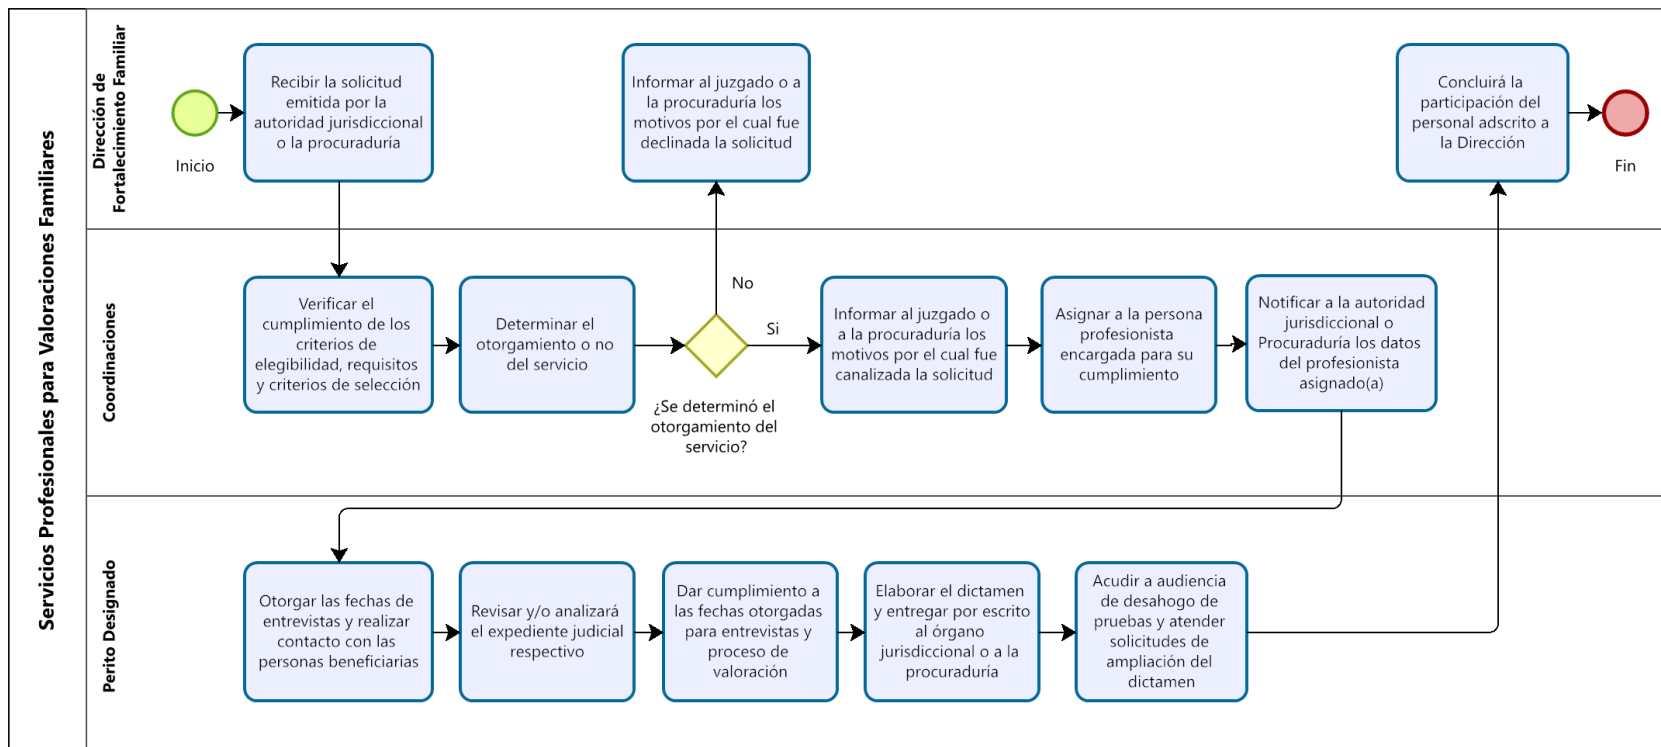 Servicios Profesionales para Valoraciones Familiares
Dirección de
Fortalecimiento Familiar
Inicio
Recibir la solicitud
emitida por la
autoridad jurisdiccional
o la procuraduría
Informar al juzgado o a
la procuraduría los
motivos por el cual fue
declinada la solicitud
Concluirá la
participación del
personal adscrito a
la Dirección
Fin
Coordinaciones
Verificar el
cumplimiento de los
criterios de
elegibilidad, requisitos
y criterios de selección
Determinar el
otorgamiento o no
del servicio
No
Si
¿Se determinó el
otorgamiento del
servicio?
Informar al juzgado o
a la procuraduría los
motivos por el cual fue
canalizada la solicitud
Asignar a la persona
profesionista
encargada para su
cumplimiento
Notificar a la autoridad
jurisdiccional o
Procuraduría los datos
del profesionista
asignado(a)
Perito Designado
Otorgar las fechas de
entrevistas y realizar
contacto con las
personas beneficiarias
Revisar y/o analizará
el expediente judicial
respectivo
Dar cumplimiento a
las fechas otorgadas
para entrevistas y
proceso de
valoración
Elaborar el dictamen
y entregar por escrito
al órgano
jurisdiccional o a la
procuraduría
Acudir a audiencia
de desahogo de
pruebas y atender
solicitudes de
ampliación del
dictamen